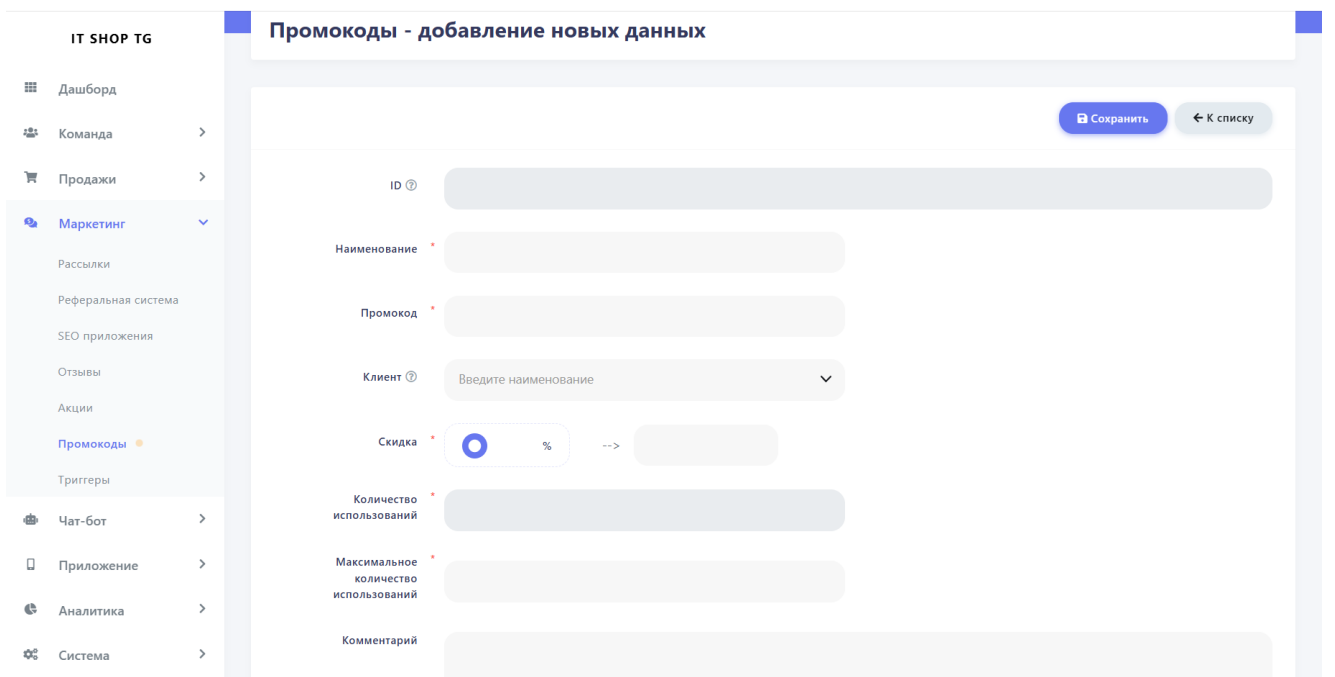 IT SHOP TG
Дашборд
Команда
Продажи
Маркетинг
Рассылки
Реферальная система
SEO приложения
Отзывы
Акции
Промокоды
Триггеры
Чат-бот
Приложение
Аналитика
Система
Промокоды - добавление новых данных
Сохранить
К списку
ID
Наименование *
Промокод *
Клиент
Введите наименование
Скидка * % -->
Количество *
использований
Максимальное *
количество
использований
Комментарий